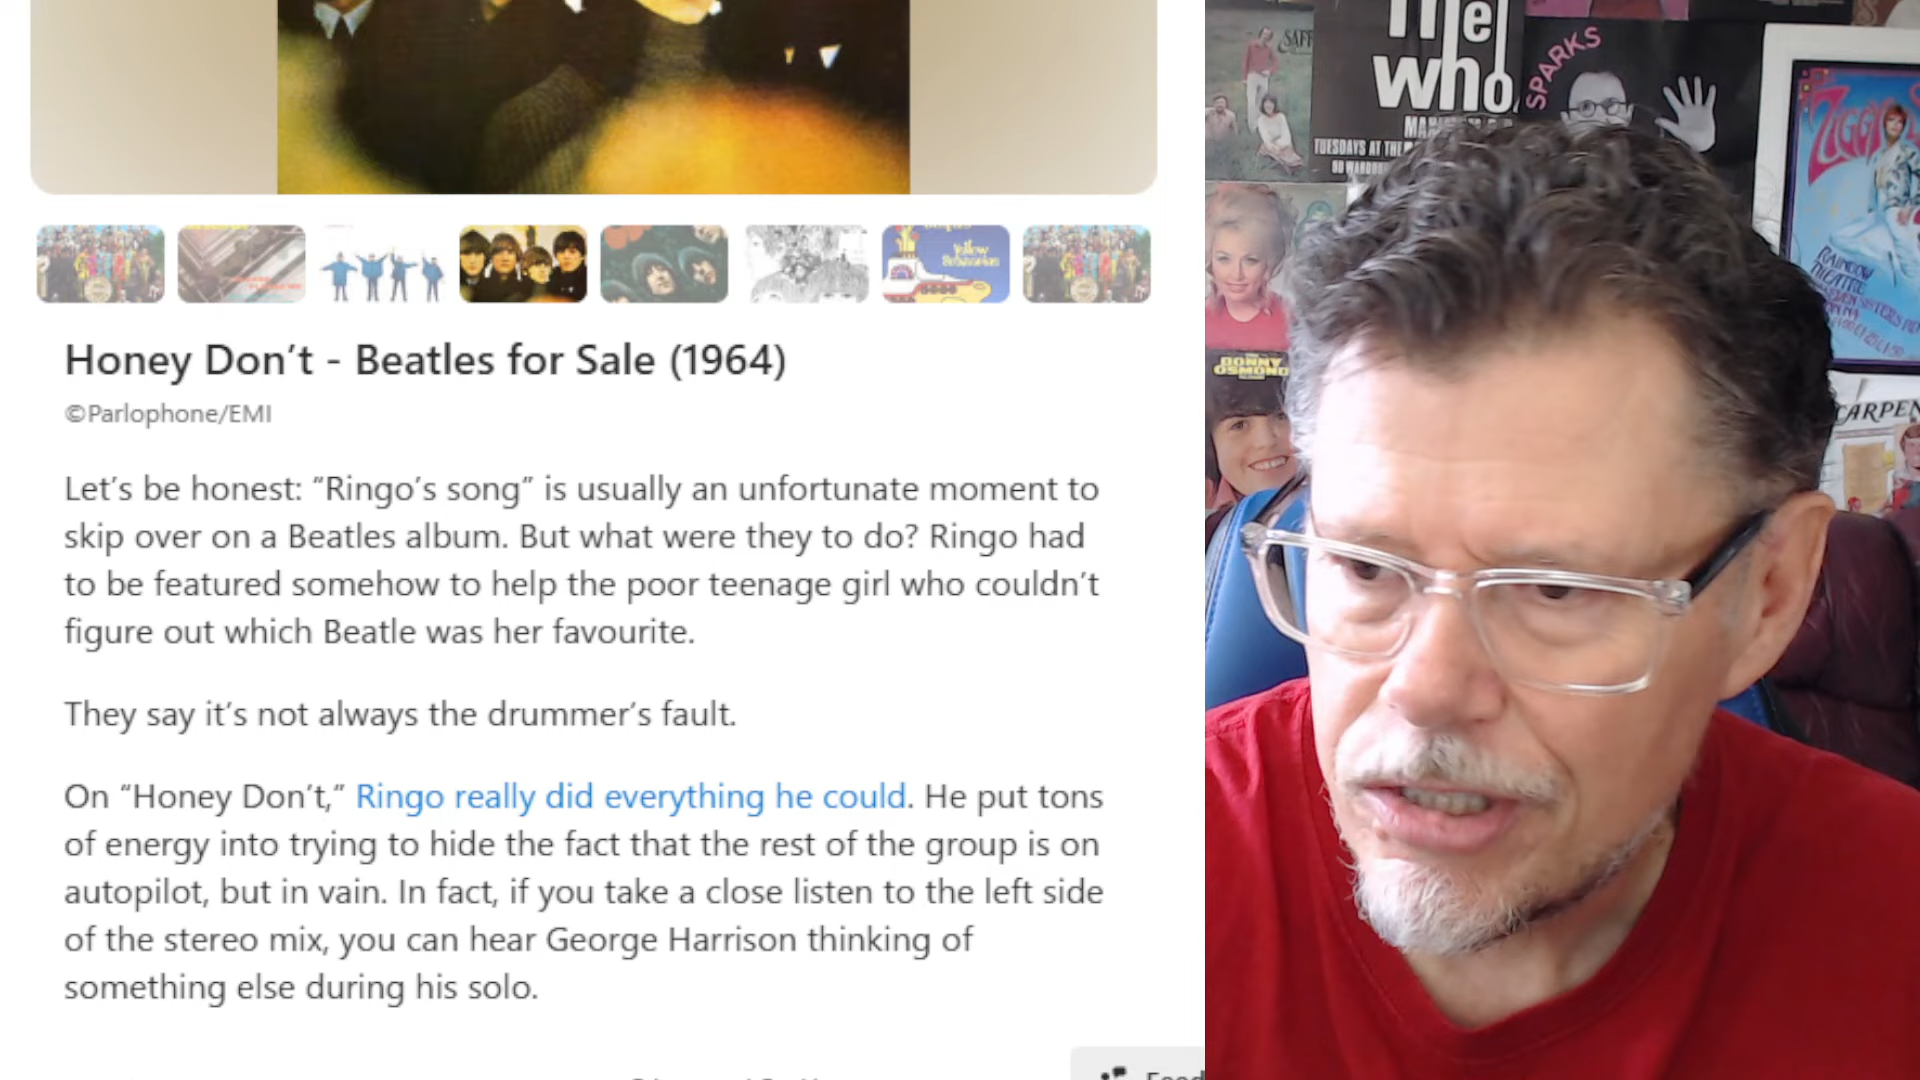 Honey Don’t - Beatles for Sale (1964)
©Parlophone/EMI
Let’s be honest: “Ringo’s song” is usually an unfortunate moment to
skip over on a Beatles album. But what were they to do? Ringo had
to be featured somehow to help the poor teenage girl who couldn’t
figure out which Beatle was her favourite.
They say it’s not always the drummer’s fault.
On “Honey Don’t,” Ringo really did everything he could. He put tons
of energy into trying to hide the fact that the rest of the group is on
autopilot, but in vain. In fact, if you take a close listen to the left side
of the stereo mix, you can hear George Harrison thinking of
something else during his solo.
Yellow
Submarine
The
who
TUESDAYS AT THE
SPARKS
ZIGGY
RAINBOW
THEATRE
DONNY
OSMOND
CARPEN